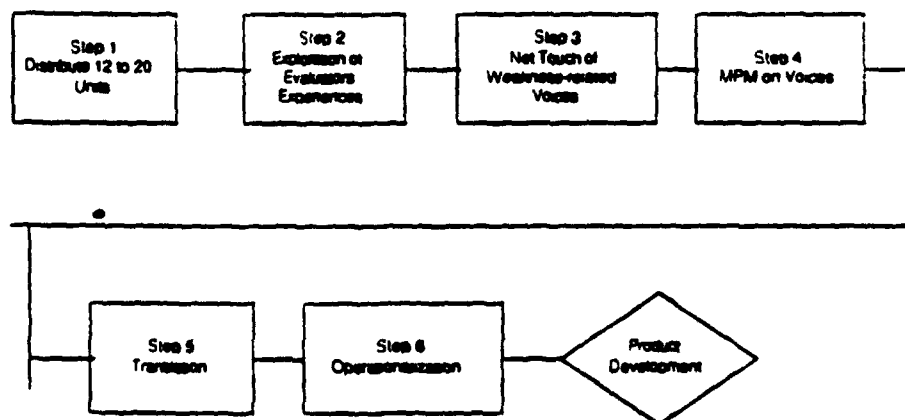 Step 1
Distribute 12 to 20
Units
Step 2
Exploration of
Evaluators
Experiences
Step 3
Net Touch of
Weakness-related
Voices
Step 4
MPM on Voices
Step 5
Translation
Step 6
Operationalization
Product
Development